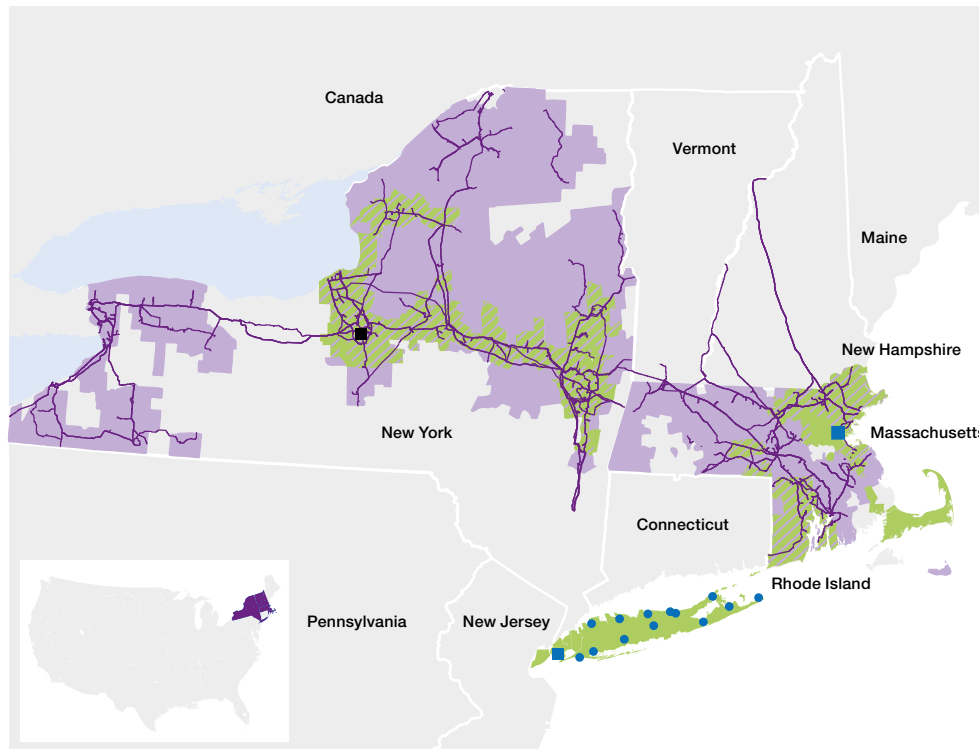 Canada
Vermont
Maine
New Hampshire
New York
Massachusetts
Connecticut
Rhode Island
Pennsylvania
New Jersey